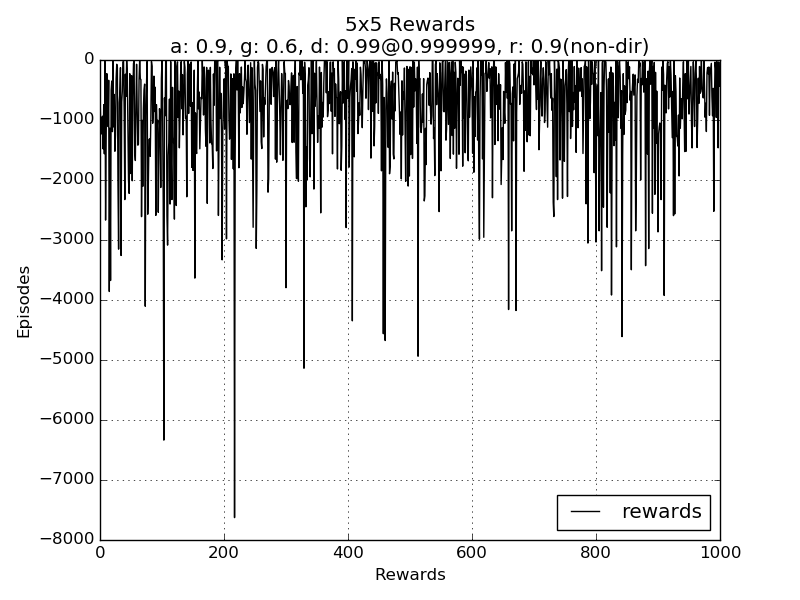 5x5 Rewards
a: 0.9, g: 0.6, d: 0.99@0.999999, r: 0.9(non-dir)
0
−1000
−2000
−3000
−4000
−5000
−6000
−7000
−8000
Episodes
rewards
0 200 400 600 800 1000
Rewards